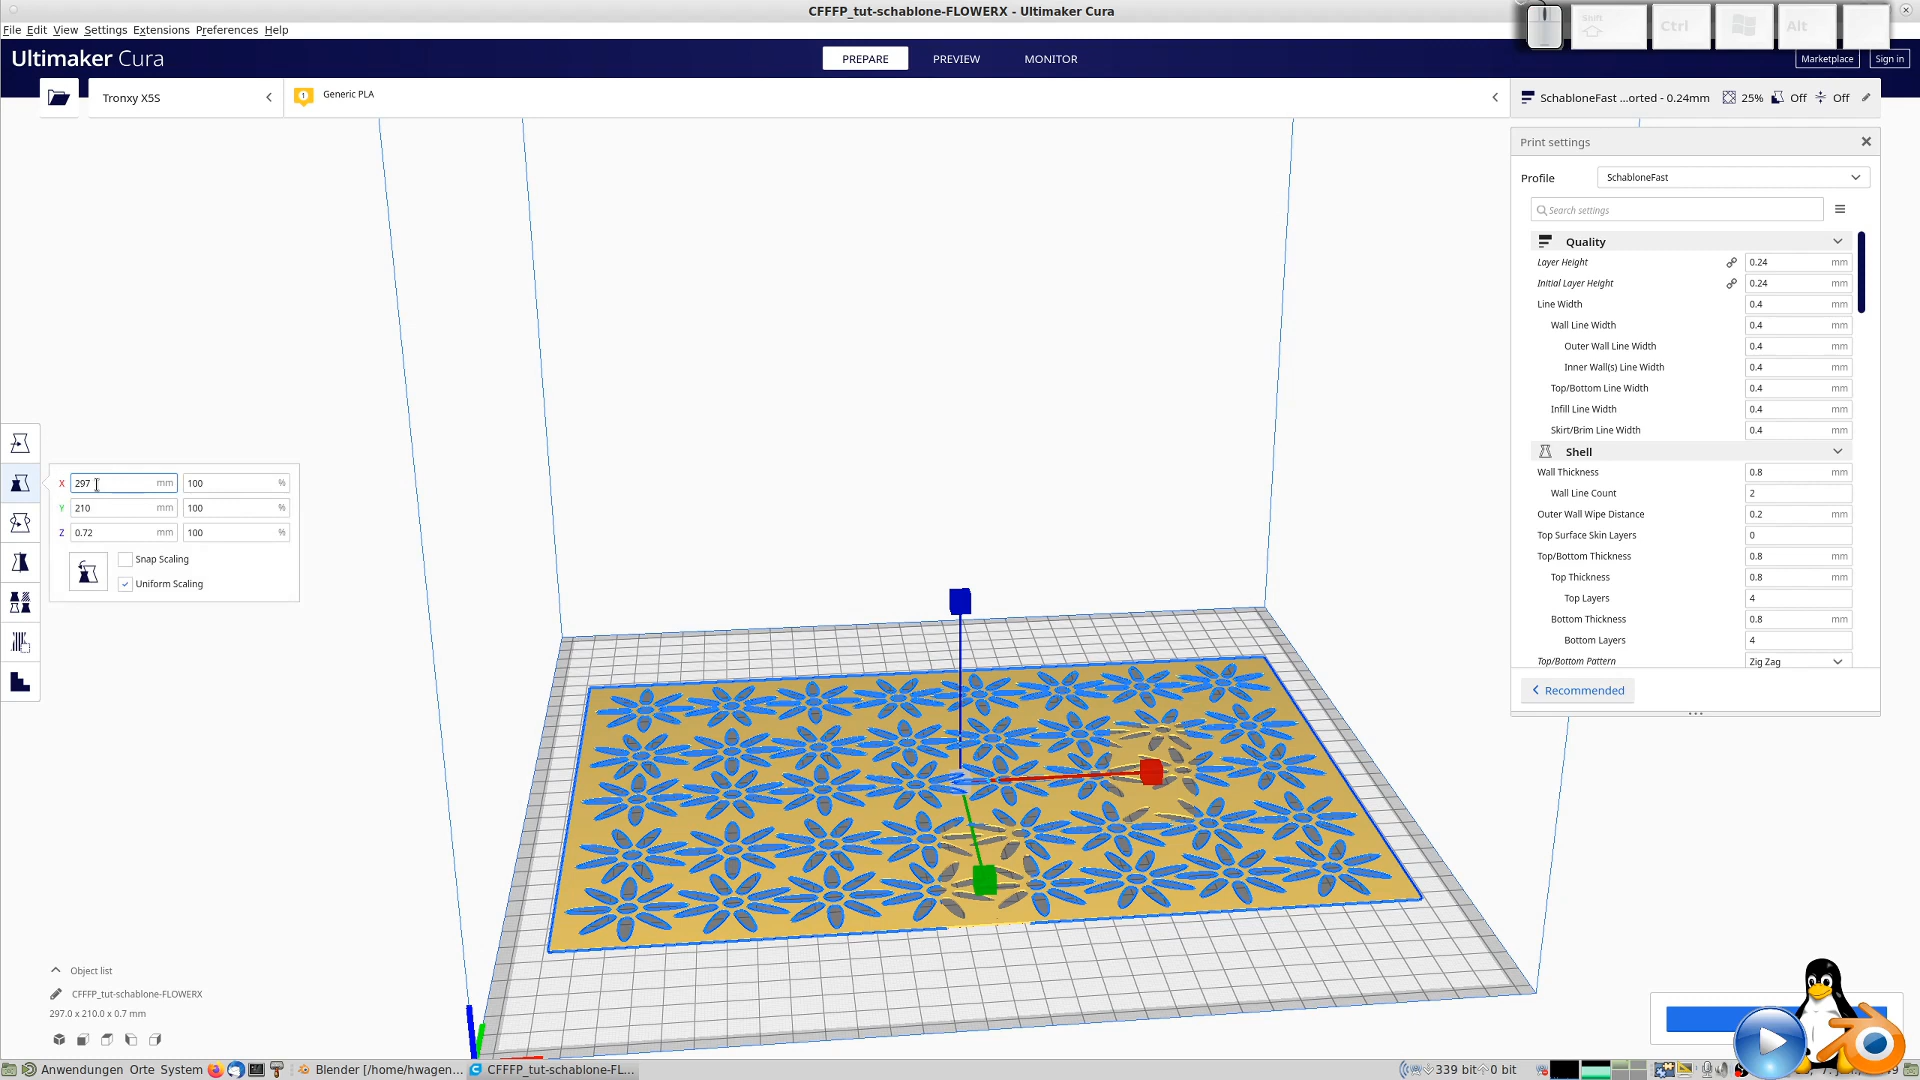 CFFFP_tut-schablone-FLOWERX - Ultimaker Cura
Shift
Ctrl
Alt
File Edit View Settings Extensions Preferences Help
Ultimaker Cura
PREPARE
PREVIEW
MONITOR
Marketplace
Sign in
Tronxy X5S
1
Generic PLA
SchabloneFast ...orted - 0.24mm
25%
Off
Off
Print settings
Profile
SchabloneFast
Search settings
Quality
Layer Height
0.24 mm
Initial Layer Height
0.24 mm
Line Width
0.4 mm
Wall Line Width
0.4 mm
Outer Wall Line Width
0.4 mm
Inner Wall(s) Line Width
0.4 mm
Top/Bottom Line Width
0.4 mm
Infill Line Width
0.4 mm
Skirt/Brim Line Width
0.4 mm
Shell
Wall Thickness
0.8 mm
Wall Line Count
2
Outer Wall Wipe Distance
0.2 mm
Top Surface Skin Layers
0
Top/Bottom Thickness
0.8 mm
Top Thickness
0.8 mm
Top Layers
4
Bottom Thickness
0.8 mm
Bottom Layers
4
Top/Bottom Pattern
Zig Zag
Recommended
X 297 mm 100 %
Y 210 mm 100 %
Z 0.72 mm 100 %
Snap Scaling
Uniform Scaling
Object list
CFFFP_tut-schablone-FLOWERX
297.0 x 210.0 x 0.7 mm
Anwendungen Orte System
Blender [/home/hwagen...
CFFFP_tut-schablone-FL...
339 bit 0 bit